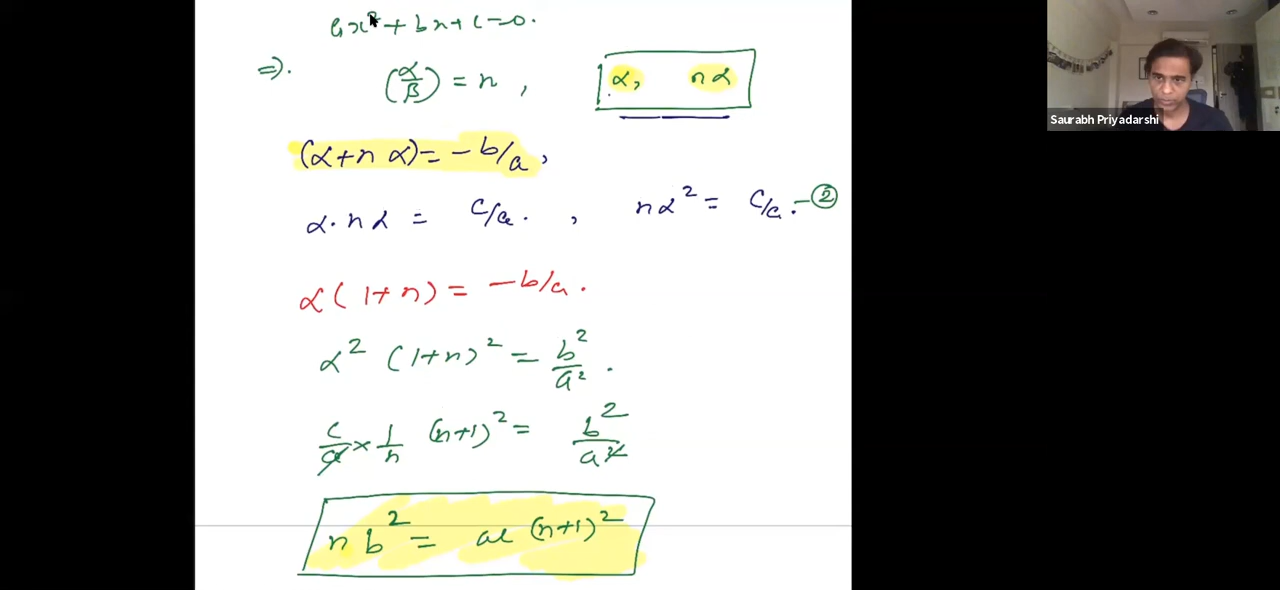 ax² + bx + c = 0.
⇒). (α/β) = n , α, nα
(α + n α) = - b/a ,
α · n α = c/a . , nα² = c/a . - ②
α ( 1 + n ) = - b/a .
α² ( 1 + n )² = b²/a² .
c/a × 1/n (n+1)² = b²/a²
n b² = ac (n+1)²
Saurabh Priyadarshi